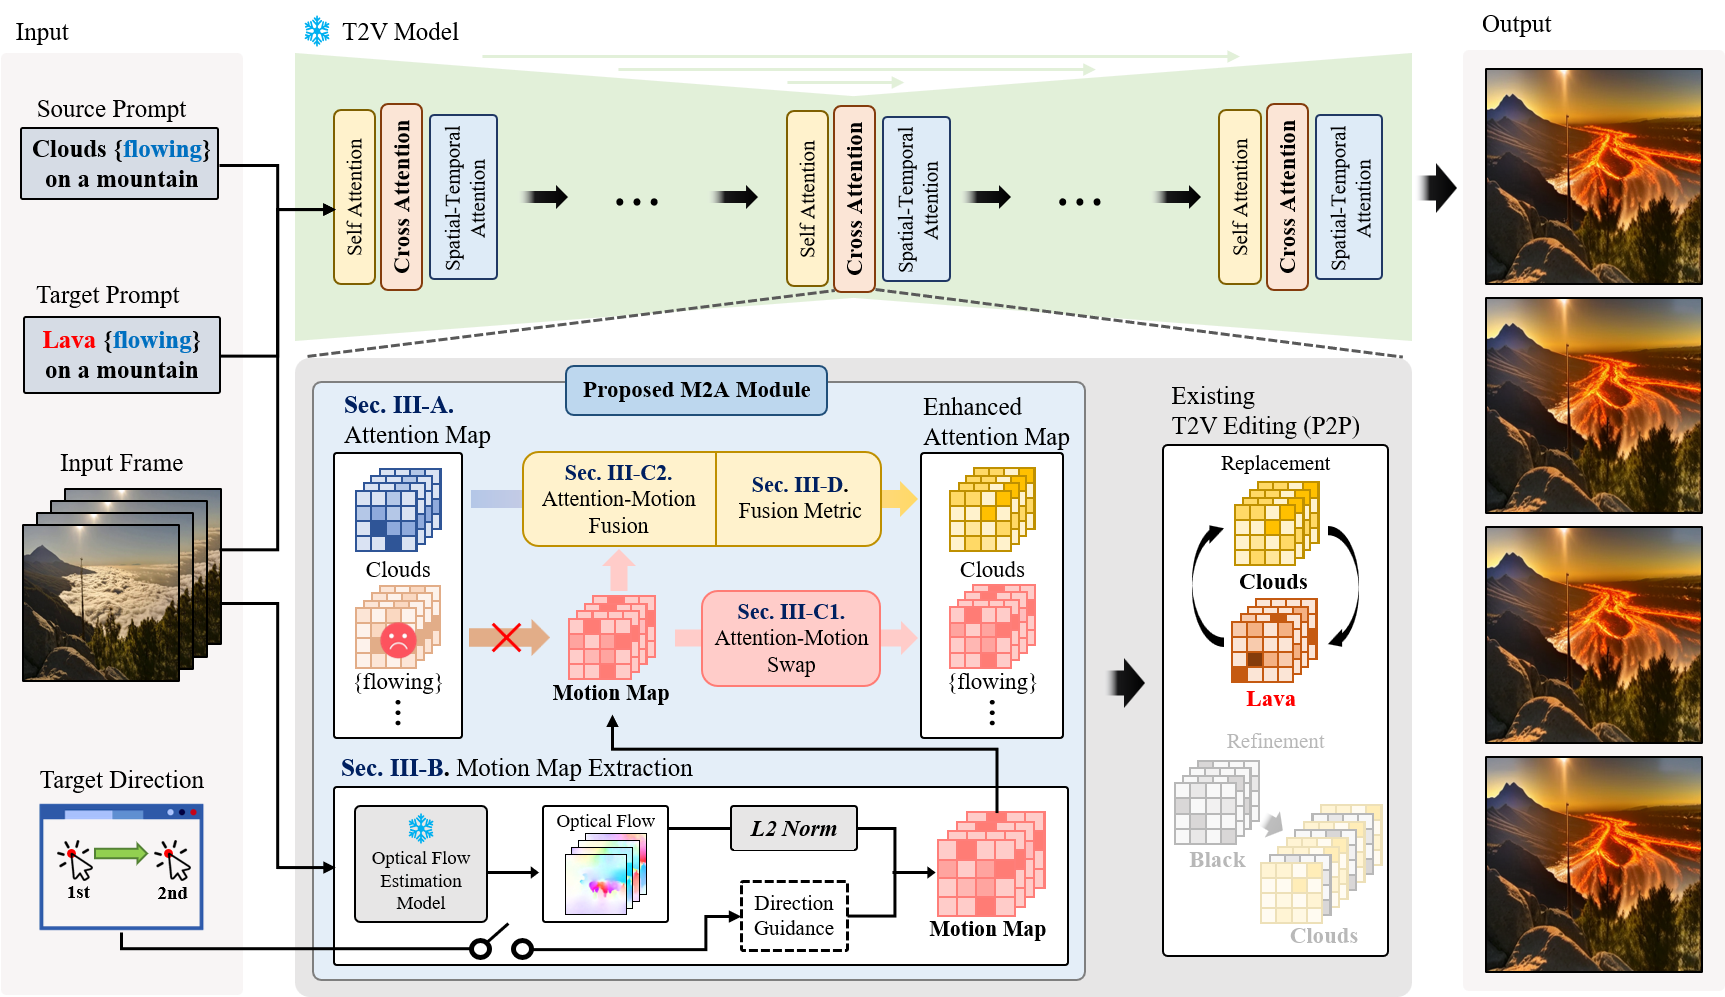 Input
Source Prompt
Clouds {flowing}
on a mountain
Target Prompt
Lava {flowing}
on a mountain
Input Frame
Target Direction
1st
2nd
T2V Model
Self Attention
Cross Attention
Spatial-Temporal
Attention
...
Self Attention
Cross Attention
Spatial-Temporal
Attention
...
Self Attention
Cross Attention
Spatial-Temporal
Attention
Proposed M2A Module
Sec. III-A.
Attention Map
Clouds
{flowing}
Sec. III-C2.
Attention-Motion
Fusion
Sec. III-D.
Fusion Metric
Motion Map
Sec. III-C1.
Attention-Motion
Swap
Enhanced
Attention Map
Clouds
{flowing}
Sec. III-B. Motion Map Extraction
Optical Flow
Estimation
Model
Optical Flow
L2 Norm
Direction
Guidance
Motion Map
Existing
T2V Editing (P2P)
Replacement
Clouds
Lava
Refinement
Black
Clouds
Output